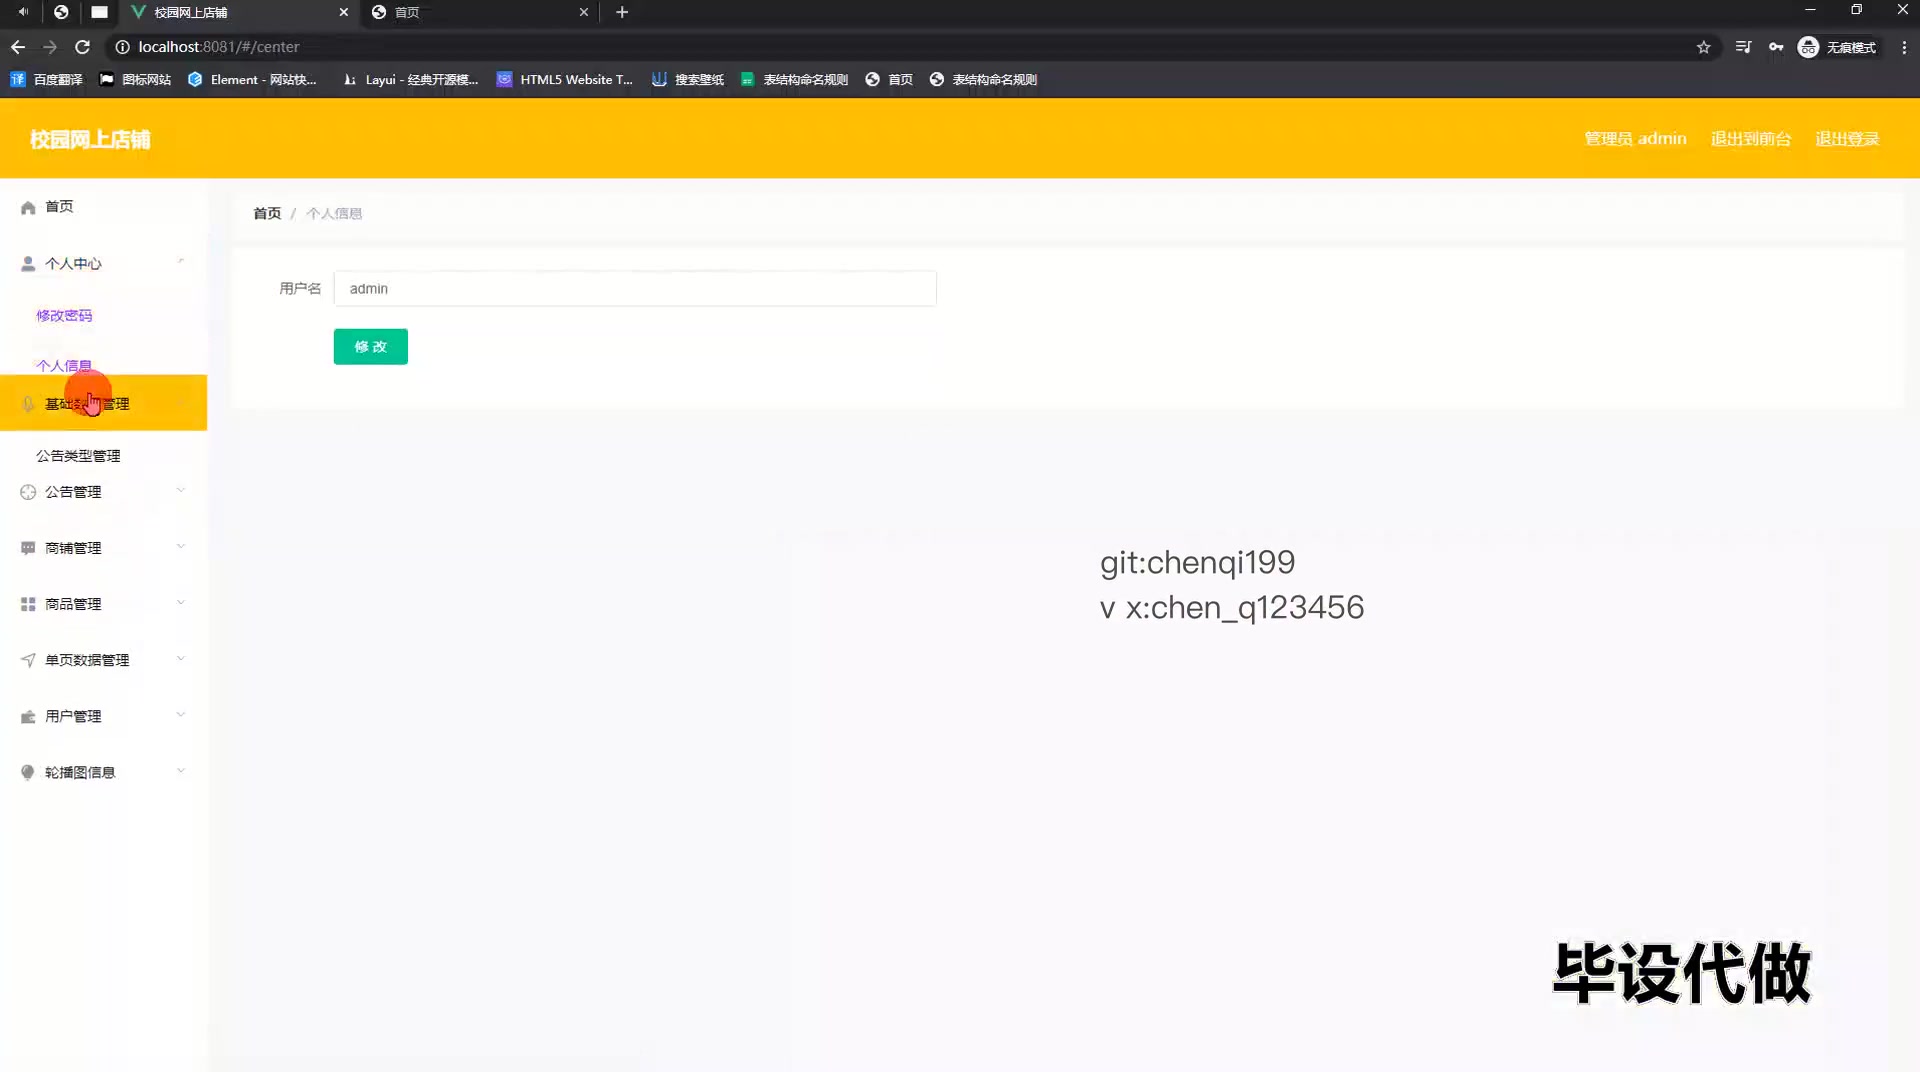 校园网上店铺
首页
localhost:8081/#/center
无痕模式
百度翻译
图标网站
Element - 网站快...
Layui - 经典开源模...
HTML5 Website T...
搜索壁纸
表结构命名规则
首页
表结构命名规则
校园网上店铺
管理员 admin
退出到前台
退出登录
首页
个人中心
修改密码
个人信息
基础数据管理
公告类型管理
公告管理
商铺管理
商品管理
单页数据管理
用户管理
轮播图信息
首页 / 个人信息
用户名
admin
修 改
git:chenqi199
v x:chen_q123456
毕设代做